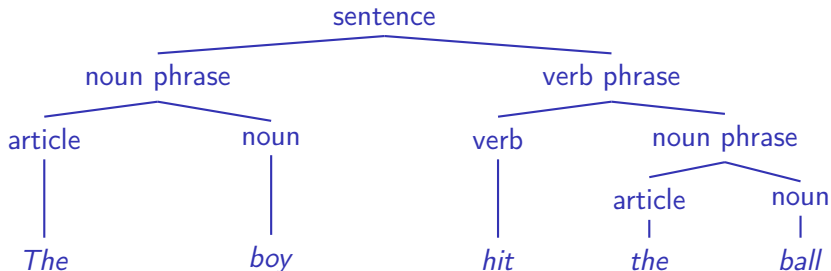 sentence
noun phrase verb phrase
article noun verb noun phrase
article noun
The boy hit the ball